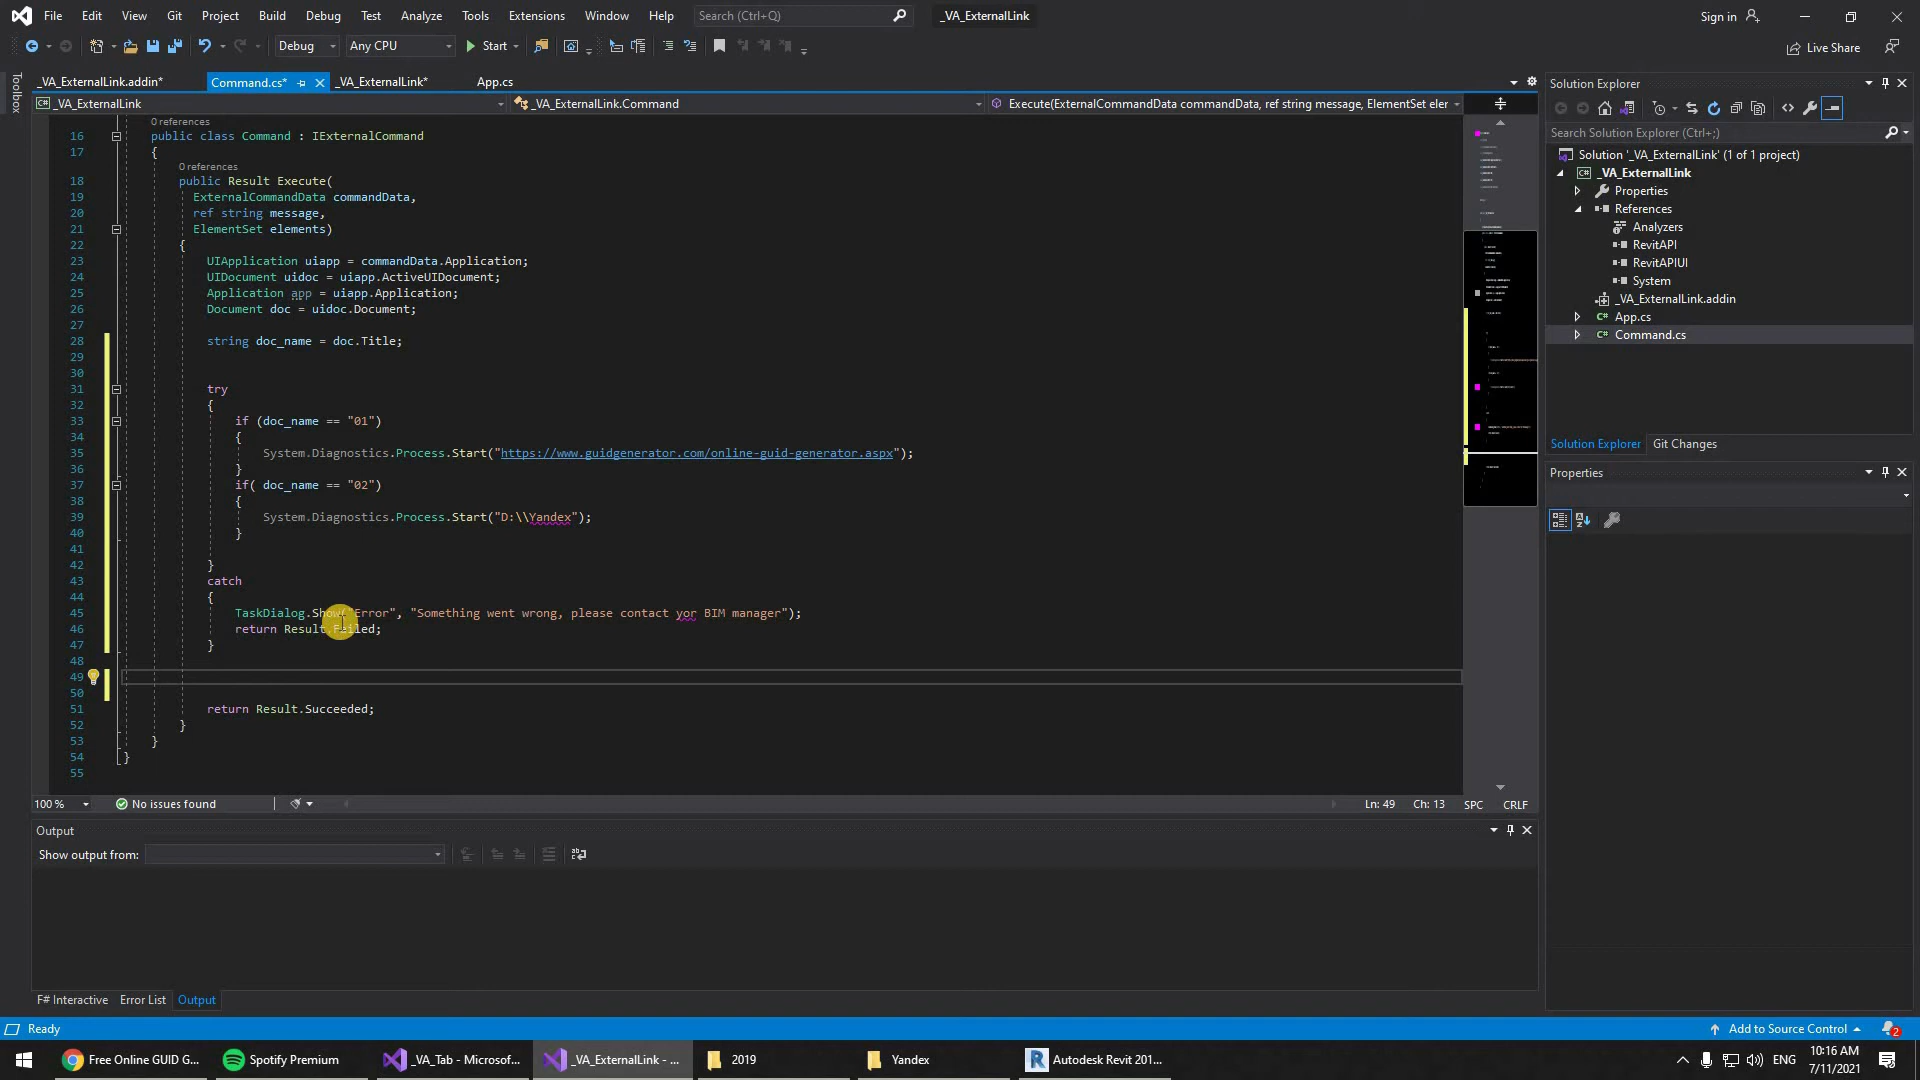 File Edit View Git Project Build Debug Test Analyze Tools Extensions Window Help Search (Ctrl+Q) _VA_ExternalLink Sign in
Debug Any CPU Start Live Share
Toolbox
_VA_ExternalLink.addin* Command.cs* _VA_ExternalLink* App.cs
_VA_ExternalLink _VA_ExternalLink.Command Execute(ExternalCommandData commandData, ref string message, ElementSet eler
0 references
16 public class Command : IExternalCommand
17 {
0 references
18 public Result Execute(
19 ExternalCommandData commandData,
20 ref string message,
21 ElementSet elements)
22 {
23 UIApplication uiapp = commandData.Application;
24 UIDocument uidoc = uiapp.ActiveUIDocument;
25 Application app = uiapp.Application;
26 Document doc = uidoc.Document;
27
28 string doc_name = doc.Title;
29
30
31 try
32 {
33 if (doc_name == "01")
34 {
35 System.Diagnostics.Process.Start("https://www.guidgenerator.com/online-guid-generator.aspx");
36 }
37 if( doc_name == "02")
38 {
39 System.Diagnostics.Process.Start("D:\\Yandex");
40 }
41
42 }
43 catch
44 {
45 TaskDialog.Show("Error", "Something went wrong, please contact yor BIM manager");
46 return Result.Failed;
47 }
48
49
50
51 return Result.Succeeded;
52 }
53 }
54 }
55
100 % No issues found Ln: 49 Ch: 13 SPC CRLF
Output
Show output from:
F# Interactive Error List Output
Solution Explorer
Search Solution Explorer (Ctrl+;)
Solution '_VA_ExternalLink' (1 of 1 project)
_VA_ExternalLink
Properties
References
Analyzers
RevitAPI
RevitAPIUI
System
_VA_ExternalLink.addin
App.cs
Command.cs
Solution Explorer Git Changes
Properties
Ready Add to Source Control 2
Free Online GUID G... Spotify Premium _VA_Tab - Microsof... _VA_ExternalLink - ... 2019 Yandex Autodesk Revit 201... ENG 10:16 AM
7/11/2021